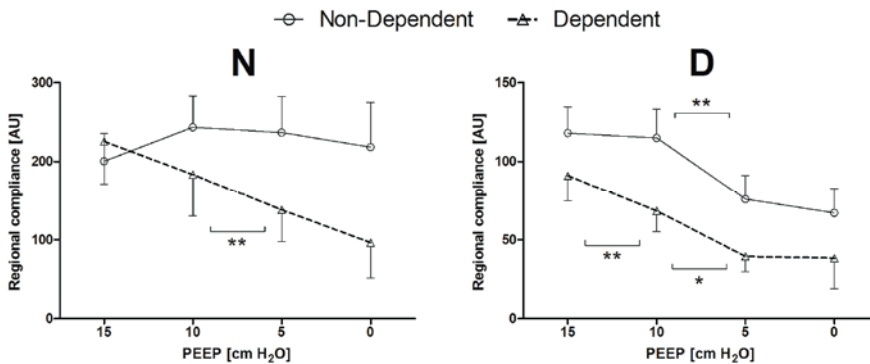 Non-Dependent Dependent
N
300
200
100
0
Regional compliance [AU]
**
15 10 5 0
PEEP [cm H₂O]
D
150
100
50
0
Regional compliance [AU]
**
**
*
15 10 5 0
PEEP [cm H₂O]